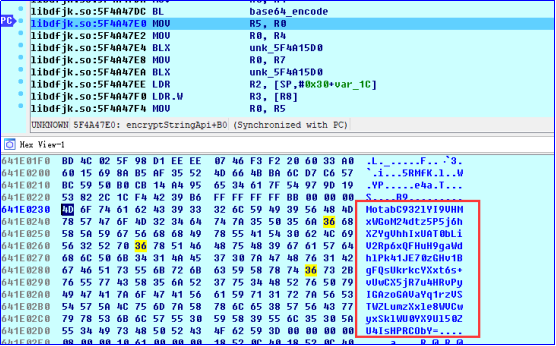 libdfjk.so:5F4A47DC BL base64_encode
libdfjk.so:5F4A47E0 MOV R5, R0
libdfjk.so:5F4A47E2 MOV R0, R4
libdfjk.so:5F4A47E4 BLX unk_5F4A15D0
libdfjk.so:5F4A47E8 MOV R0, R7
libdfjk.so:5F4A47EA BLX unk_5F4A15D0
libdfjk.so:5F4A47EE LDR R2, [SP,#0x30+var_1C]
libdfjk.so:5F4A47F0 LDR.W R3, [R8]
libdfjk.so:5F4A47F4 MOV R0, R5
PC
UNKNOWN 5F4A47E0: encryptStringApi+B0 (Synchronized with PC)
Hex View-1
641E01F0 BD 4C 02 5F 98 D1 EE EE 07 46 F3 F2 20 60 33 A0
641E0200 60 15 69 8A B5 AF 35 52 4D 66 4B BA 6C D7 C6 57
641E0210 BC 59 50 B0 CB 14 A4 95 65 34 61 7F 54 97 9D 19
641E0220 53 02 2C 1C F4 42 39 B6 FF FF FF FF BB 00 00 00
641E0230 4D 6F 74 61 62 43 39 33 32 6C 59 49 39 56 48 4D MotabC932lYI9VHM
641E0240 78 57 47 6F 4D 32 34 64 74 7A 35 50 35 6A 36 68 xWGoM24dtz5P5j6h
641E0250 58 5A 59 67 56 68 68 49 78 55 41 54 30 62 4C 69 XZYgVhhIxUAT0bLi
641E0260 56 32 52 70 36 78 51 46 48 75 48 39 67 61 57 64 V2Rp6xQFHuH9gaWd
641E0270 68 6C 50 6B 34 31 4A 45 37 30 7A 47 48 76 31 42 hlPk41JE70zGHv1B
641E0280 67 46 51 73 55 6B 72 6B 63 59 58 78 74 36 73 2B gFQsUkrkcYXxt6s+
641E0290 76 55 77 43 58 35 6A 52 37 75 34 48 52 76 50 79 vUwCX5jR7u4HRvPy
641E02A0 49 47 41 7A 6F 47 41 56 61 59 71 31 72 7A 56 53 IGAzoGAVaYq1rzVS
641E02B0 54 57 5A 4C 75 6D 7A 58 78 6C 65 38 57 56 43 77 TWZLumzXxle8WVCw
641E02C0 79 78 53 6B 6C 57 55 30 59 58 39 55 6C 35 30 5A yxSklWU0YX9Ul50Z
641E02D0 55 34 49 73 48 50 52 43 4F 62 59 3D 00 00 00 00 U4IsHPRCObY=....